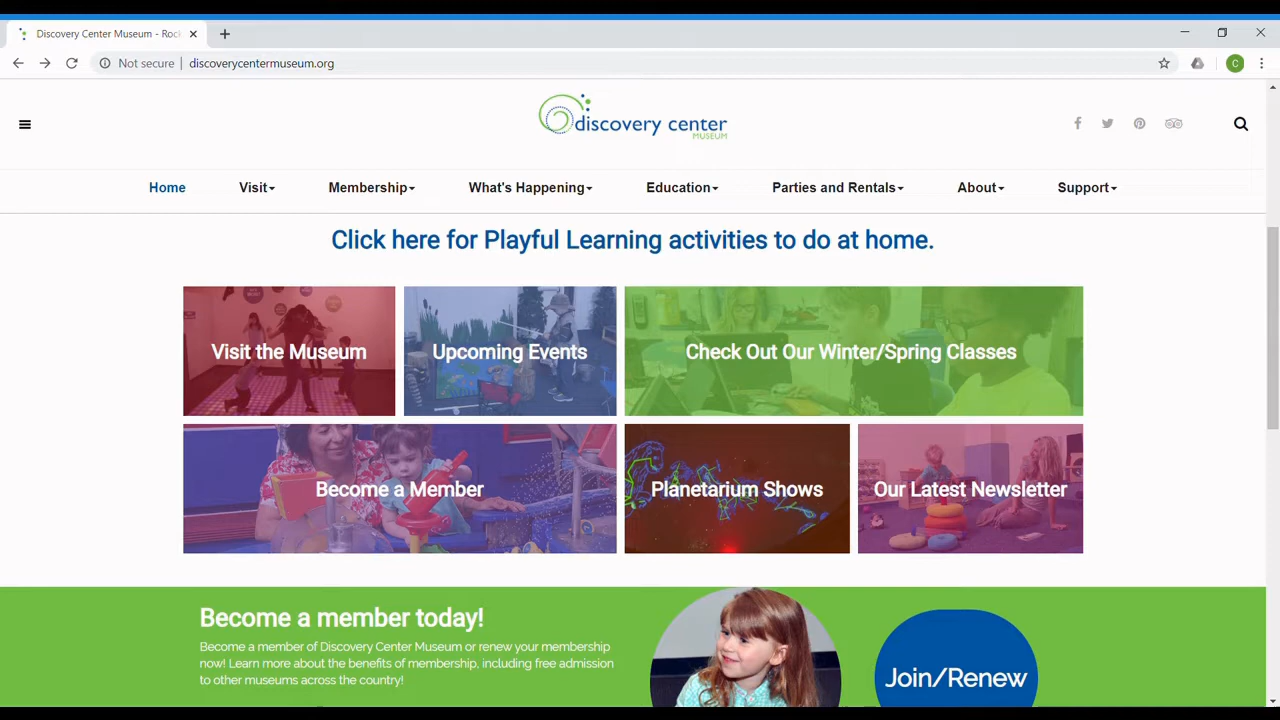 Discovery Center Museum - Rock
Not secure | discoverycentermuseum.org
C
discovery center
MUSEUM
Home Visit Membership What's Happening Education Parties and Rentals About Support
Click here for Playful Learning activities to do at home.
Visit the Museum
Upcoming Events
Check Out Our Winter/Spring Classes
Become a Member
Planetarium Shows
Our Latest Newsletter
Become a member today!
Become a member of Discovery Center Museum or renew your membership
now! Learn more about the benefits of membership, including free admission
to other museums across the country!
Join/Renew